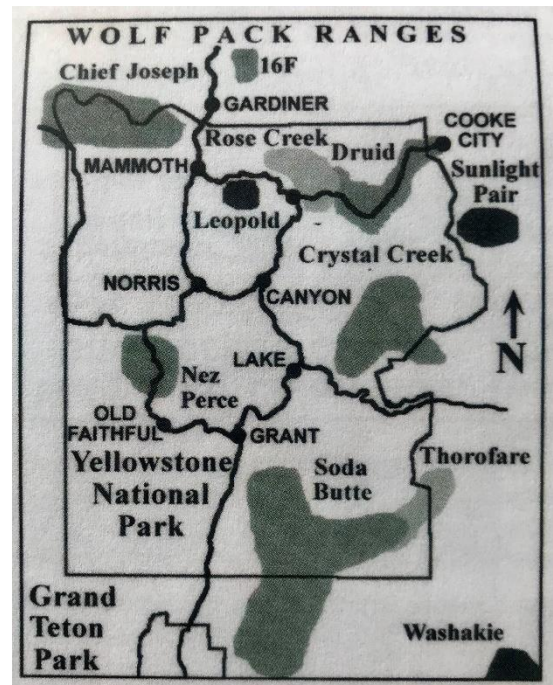 WOLF PACK RANGES
Chief Joseph
16F
GARDINER
Rose Creek
COOKE
CITY
Druid
MAMMOTH
Sunlight
Pair
Leopold
Crystal Creek
NORRIS
CANYON
N
LAKE
Nez
Perce
OLD
FAITHFUL
GRANT
Yellowstone
National
Park
Soda
Butte
Thorofare
Grand
Teton
Park
Washakie